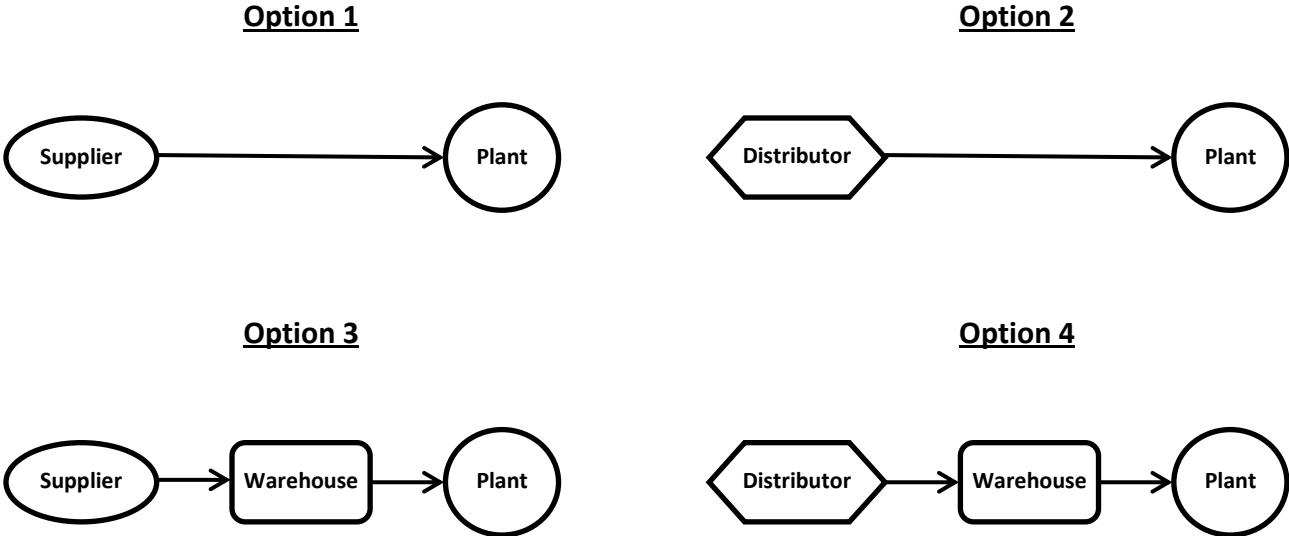 Option 1
Supplier
Plant
Option 2
Distributor
Plant
Option 3
Supplier
Warehouse
Plant
Option 4
Distributor
Warehouse
Plant